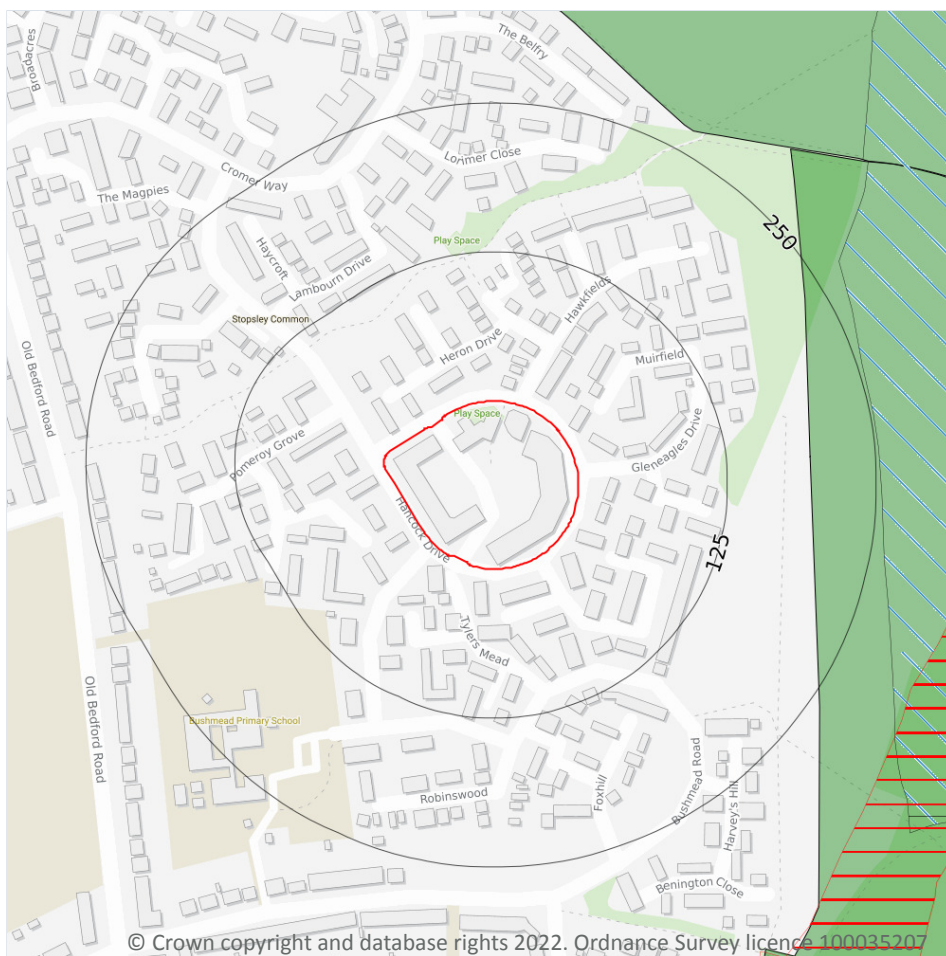 The Belfry
Broadacres
Lorimer Close
Cromer Way
The Magpies
250
Play Space
Haycroft
Lambourn Drive
Hawkfields
Stopsley Common
Heron Drive
Old Bedford Road
Muirfield
Play Space
Gleneagles Drive
Pomeroy Grove
Hancock Drive
125
Tylers Mead
Old Bedford Road
Bushmead Primary School
Bushmead Road
Foxhill
Robinswood
Harvey's Hill
Benington Close
© Crown copyright and database rights 2022. Ordnance Survey licence 100035207